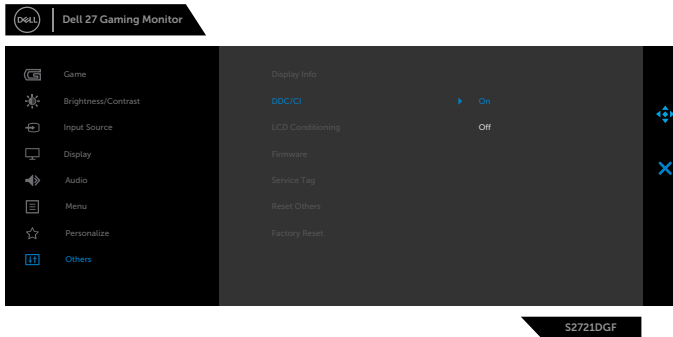 DELL
Dell 27 Gaming Monitor
Game
Brightness/Contrast
Input Source
Display
Audio
Menu
Personalize
Others
Display Info
DDC/CI
On
Off
LCD Conditioning
Firmware
Service Tag
Reset Others
Factory Reset
S2721DGF